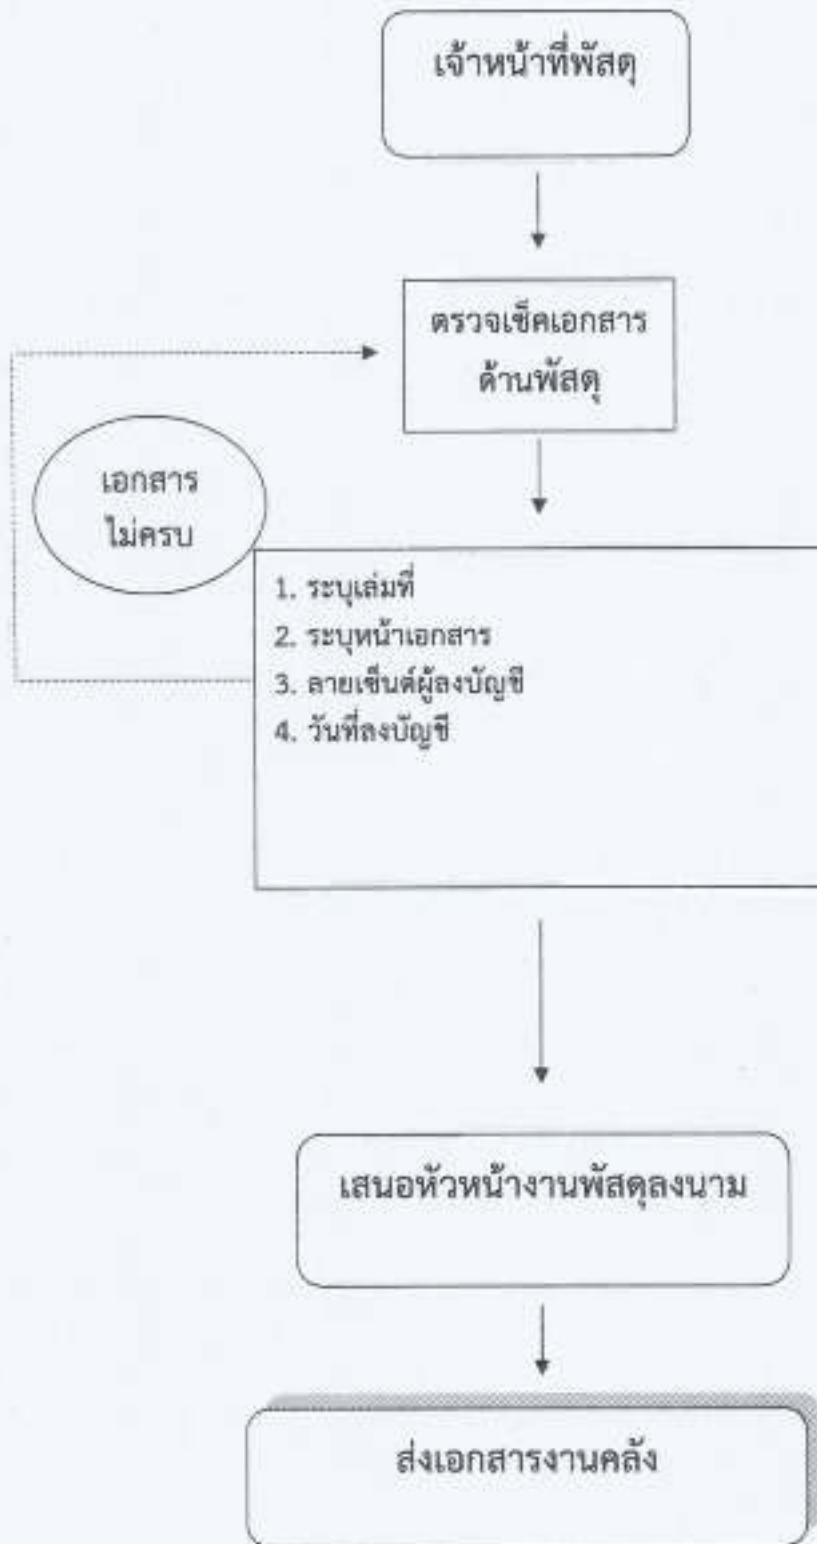 เจ้าหน้าที่พัสดุ
ตรวจเช็คเอกสาร
ด้านพัสดุ
เอกสาร
ไม่ครบ
1. ระบุเล่มที่
2. ระบุหน้าเอกสาร
3. ลายเซ็นต์ผู้ลงบัญชี
4. วันที่ลงบัญชี
เสนอหัวหน้างานพัสดุลงนาม
ส่งเอกสารงานคลัง